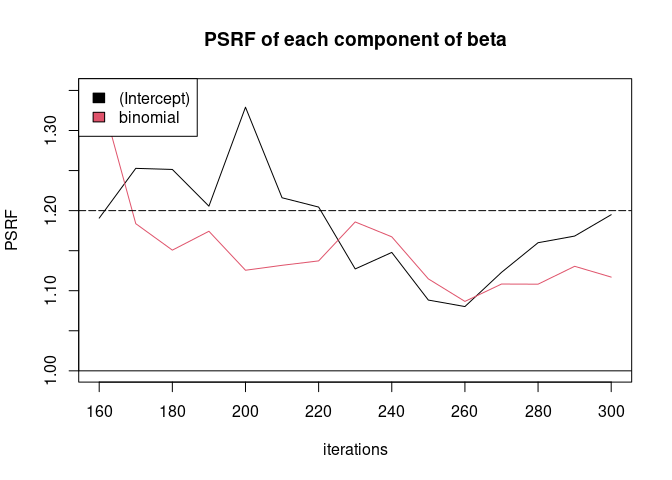 PSRF of each component of beta
(Intercept)
binomial
PSRF
1.30
1.20
1.10
1.00
160 180 200 220 240 260 280 300
iterations